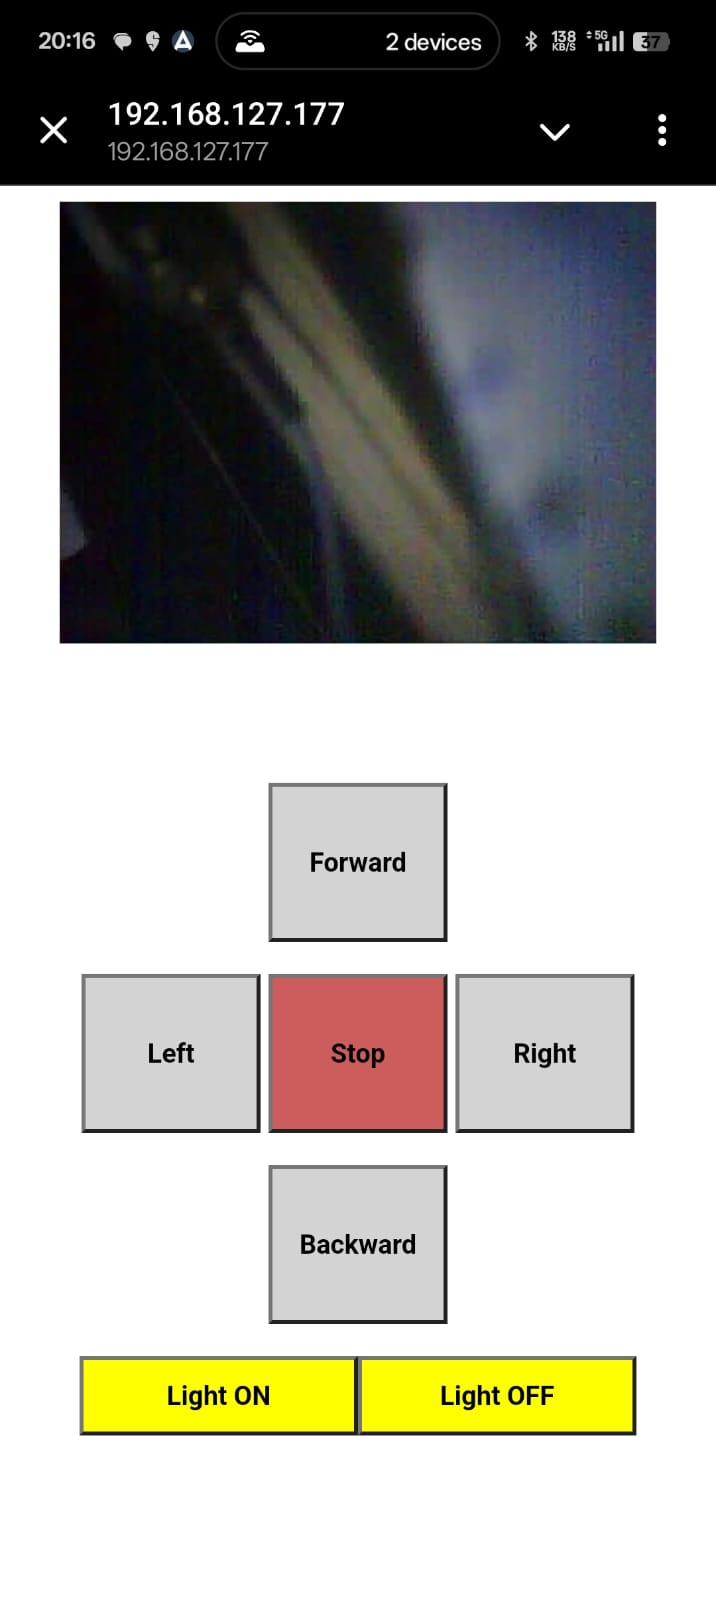 20:16
2 devices
138
KB/S
5G
37
192.168.127.177
192.168.127.177
Forward
Left Stop Right
Backward
Light ON Light OFF